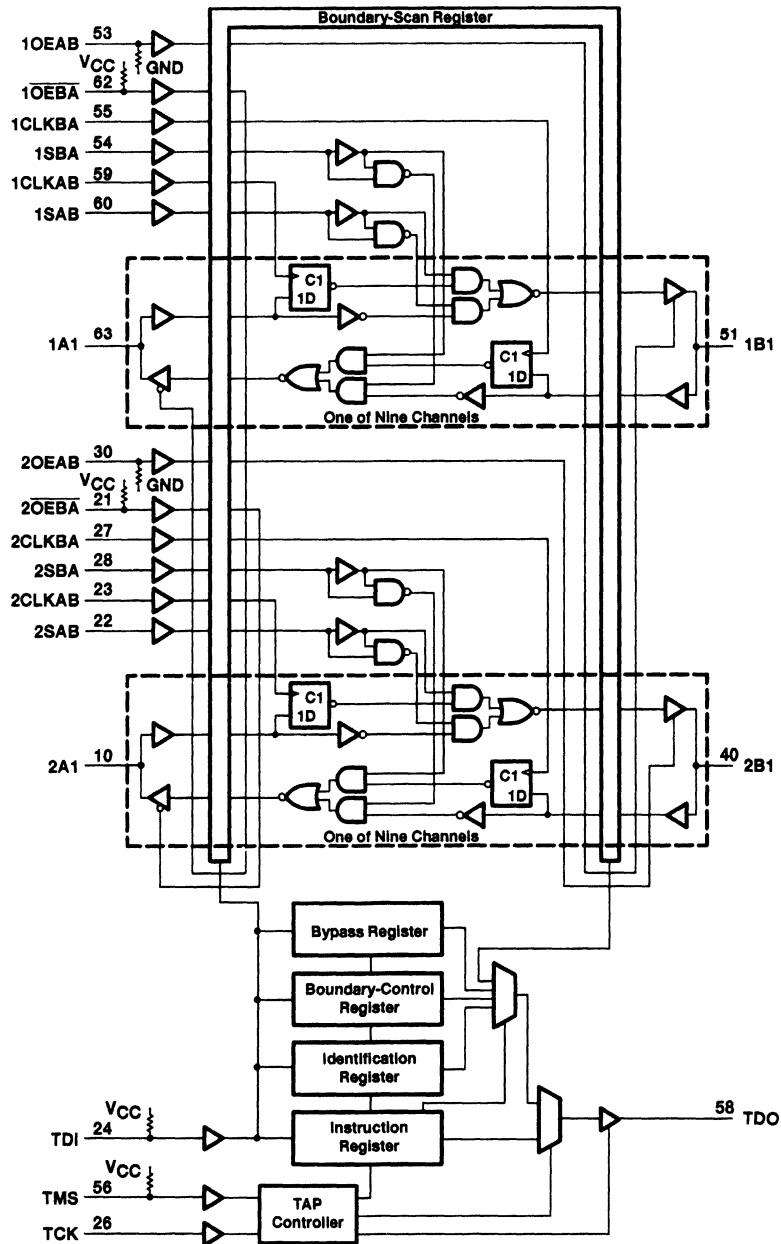 Boundary-Scan Register
1OEAB 53
VCC
GND
1OEBA 62
1CLKBA 55
1SBA 54
1CLKAB 59
1SAB 60
C1
1D
1A1 63
51 1B1
C1
1D
One of Nine Channels
2OEAB 30
VCC
GND
2OEBA 21
2CLKBA 27
2SBA 28
2CLKAB 23
2SAB 22
C1
1D
2A1 10
40 2B1
C1
1D
One of Nine Channels
Bypass Register
Boundary-Control
Register
Identification
Register
VCC
TDI 24
Instruction
Register
58 TDO
VCC
TMS 56
TAP
Controller
TCK 26